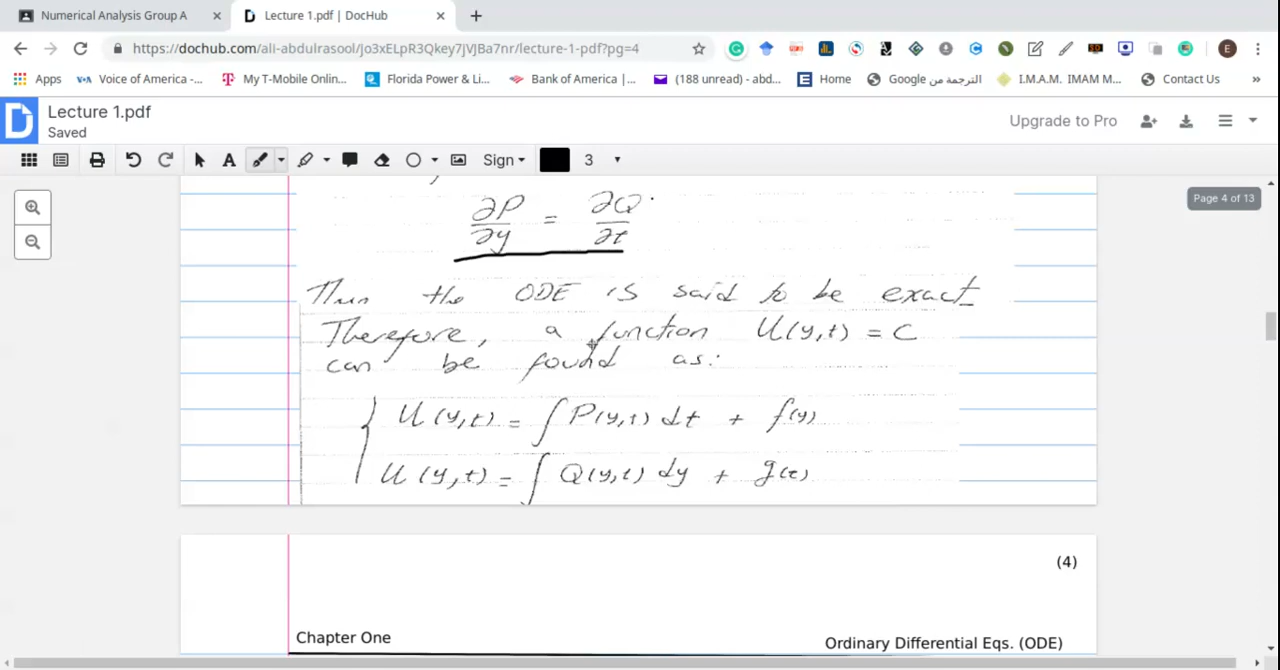 Numerical Analysis Group A
Lecture 1.pdf | DocHub
https://dochub.com/ali-abdulrasool/jo3xELpR3Qkey7jVJBa7nr/lecture-1-pdf?pg=4
E
Apps
Voice of America -...
My T-Mobile Onlin...
Florida Power & Li...
Bank of America |...
(188 unread) - abd...
Home
الترجمة من Google
I.M.A.M. IMAM M...
Contact Us
»
Lecture 1.pdf
Saved
Upgrade to Pro
A
Sign
3
Page 4 of 13
∂P/∂y = ∂Q/∂t
Then the ODE is said to be exact
Therefore, a function U(y,t) = C
can be found as:
U(y,t) = ∫ P(y,t) dt + f(y)
U(y,t) = ∫ Q(y,t) dy + g(t)
(4)
Chapter One
Ordinary Differential Eqs. (ODE)